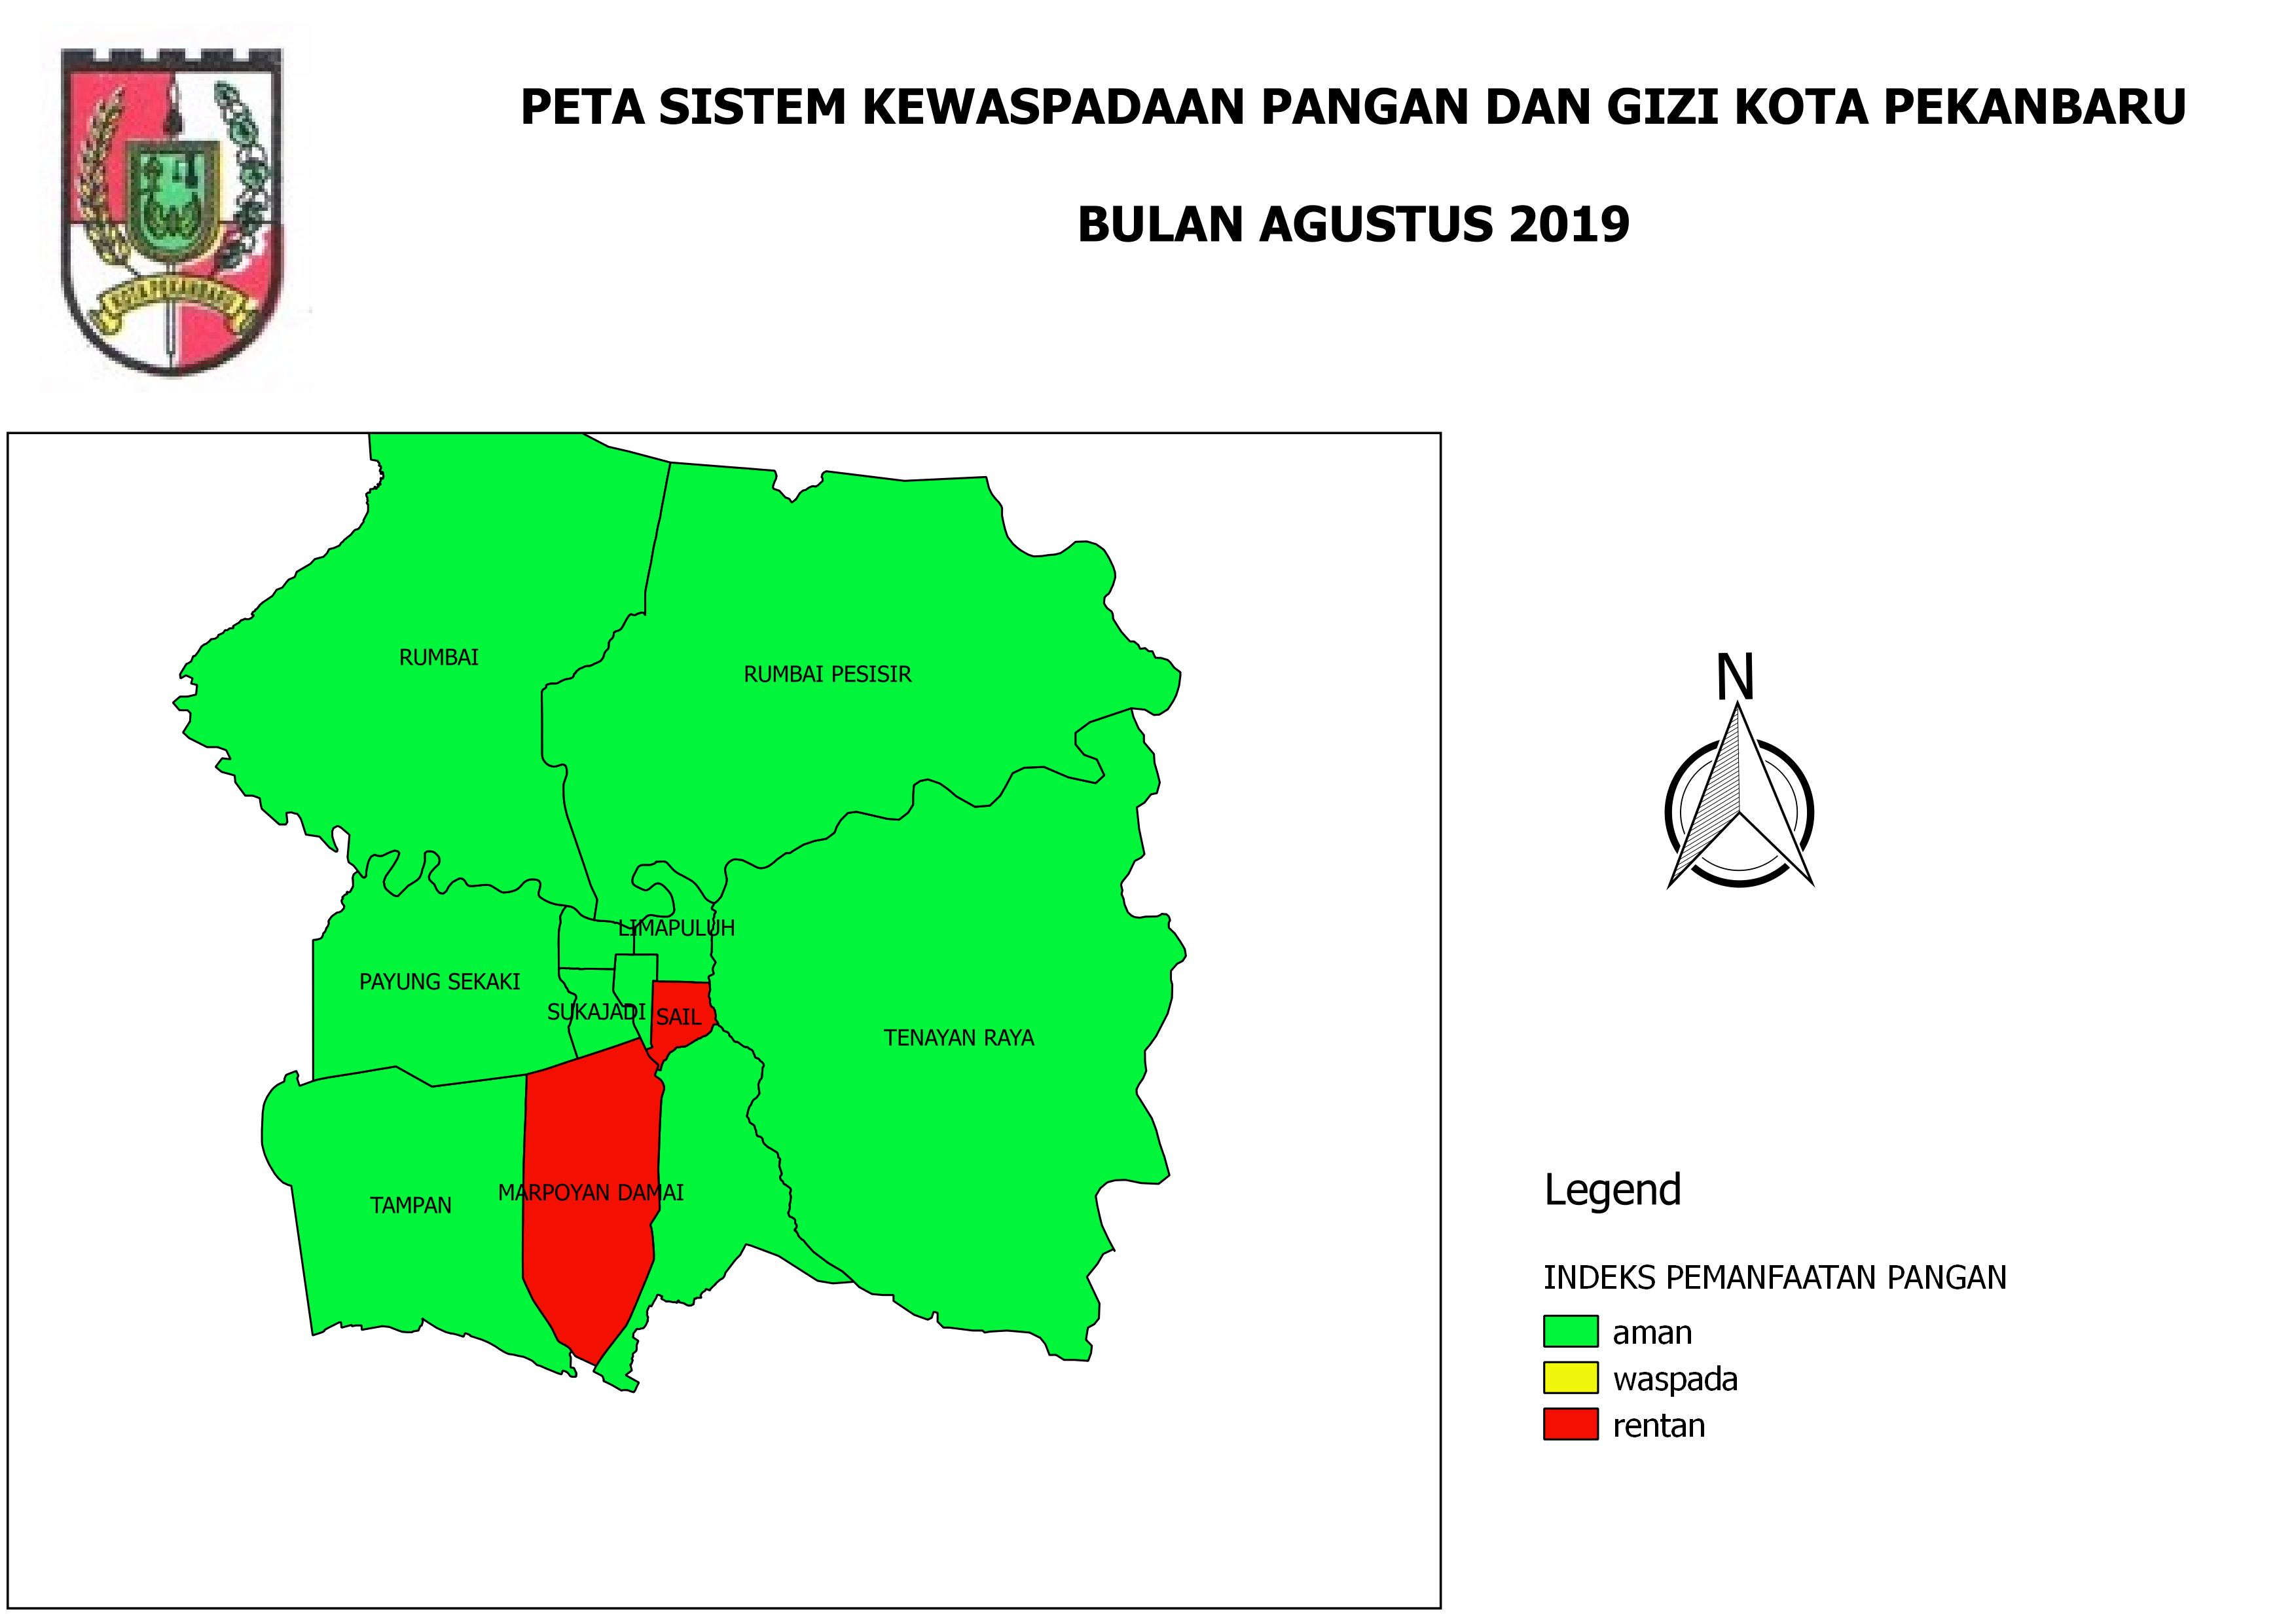 PETA SISTEM KEWASPADAAN PANGAN DAN GIZI KOTA PEKANBARU
BULAN AGUSTUS 2019
KOTA PEKANBARU
RUMBAI
RUMBAI PESISIR
LIMAPULUH
PAYUNG SEKAKI
SUKAJADI
SAIL
TENAYAN RAYA
MARPOYAN DAMAI
TAMPAN
N
Legend
INDEKS PEMANFAATAN PANGAN
aman
waspada
rentan